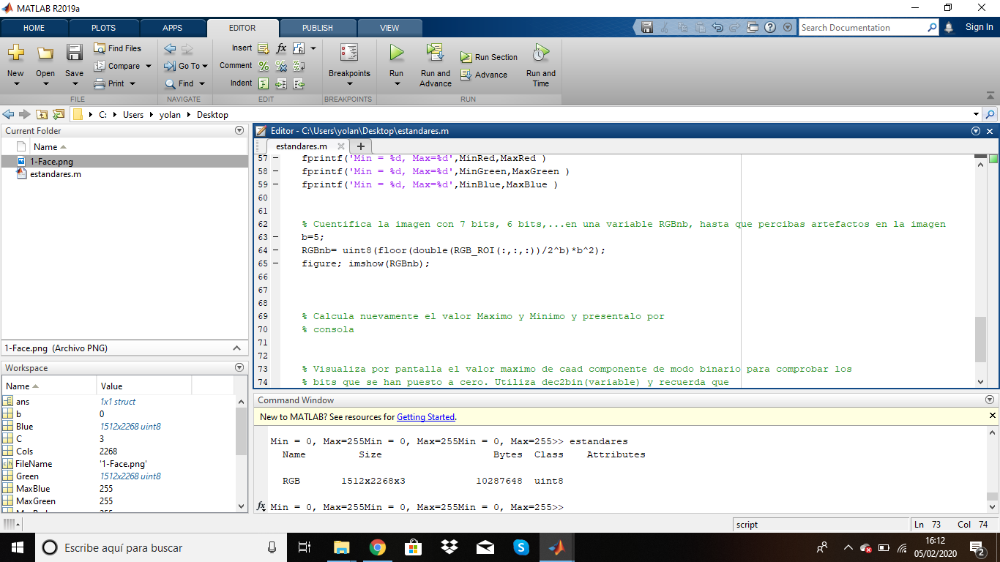 MATLAB R2019a
HOME PLOTS APPS EDITOR PUBLISH VIEW Search Documentation Sign In
New Open Save Find Files Compare Print
FILE
Go To Find
NAVIGATE
Insert fx
Comment
Indent
EDIT
Breakpoints
BREAKPOINTS
Run Run and Advance Run Section Advance Run and Time
RUN
C: Users yolan Desktop
Current Folder
Name
1-Face.png
estandares.m
1-Face.png (Archivo PNG)
Workspace
Name Value
ans 1x1 struct
b 0
Blue 1512x2268 uint8
C 3
Cols 2268
FileName '1-Face.png'
Green 1512x2268 uint8
MaxBlue 255
MaxGreen 255
Editor - C:\Users\yolan\Desktop\estandares.m
estandares.m
57 fprintf('Min = %d, Max=%d',MinRed,MaxRed )
58 fprintf('Min = %d, Max=%d',MinGreen,MaxGreen )
59 fprintf('Min = %d, Max=%d',MinBlue,MaxBlue )
60
61
62 % Cuentifica la imagen con 7 bits, 6 bits,...en una variable RGBnb, hasta que percibas artefactos en la imagen
63 b=5;
64 RGBnb= uint8(floor(double(RGB_ROI(:,:,:))/2^b)*b^2);
65 figure; imshow(RGBnb);
66
67
68
69 % Calcula nuevamente el valor Maximo y Minimo y presentalo por
70 % consola
71
72
73 % Visualiza por pantalla el valor maximo de caad componente de modo binario para comprobar los
74 % bits que se han puesto a cero. Utiliza dec2bin(variable) y recuerda que
Command Window
New to MATLAB? See resources for Getting Started.
Min = 0, Max=255Min = 0, Max=255Min = 0, Max=255>> estandares
Name Size Bytes Class Attributes
RGB 1512x2268x3 10287648 uint8
fx Min = 0, Max=255Min = 0, Max=255Min = 0, Max=255>>
script Ln 73 Col 74
Escribe aquí para buscar
16:12
05/02/2020
2